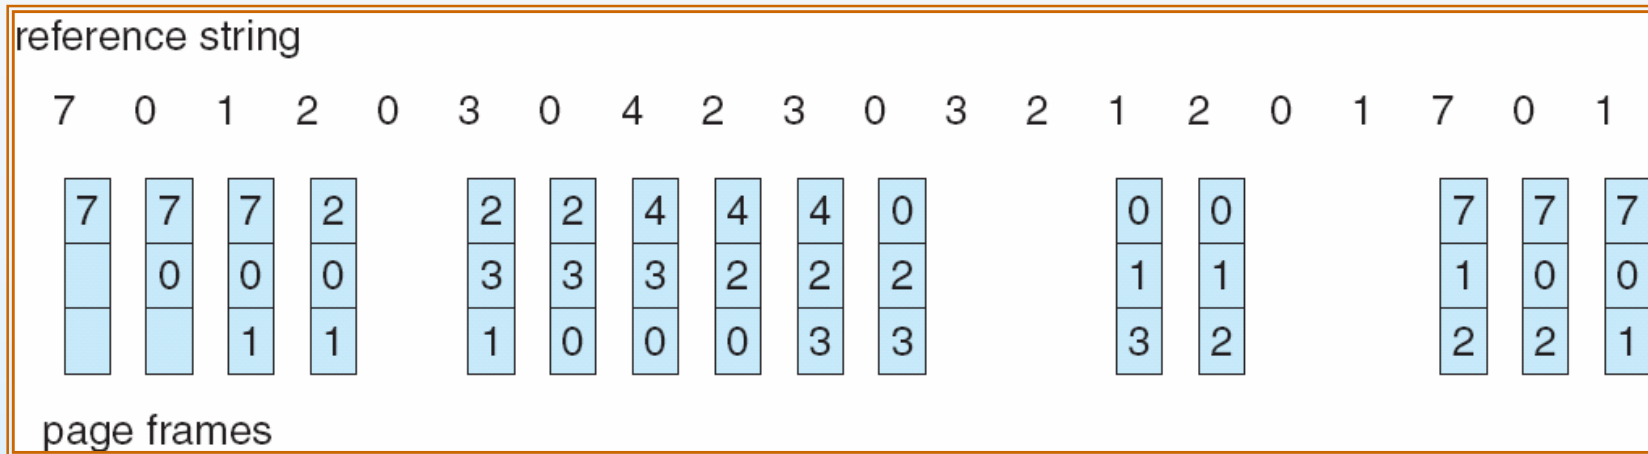 reference string
7 0 1 2 0 3 0 4 2 3 0 3 2 1 2 0 1 7 0 1
7 7 7 2 2 2 4 4 4 0 0 0 7 7 7
0 0 0 3 3 3 2 2 2 1 1 1 0 0
1 1 1 0 0 0 3 3 3 2 2 2 1
page frames